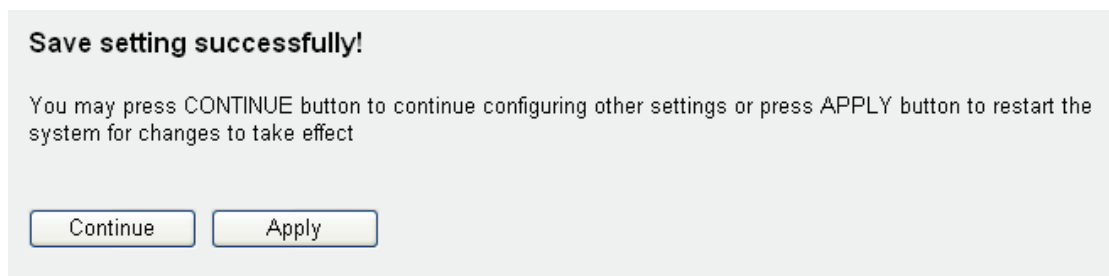 Save setting successfully!
You may press CONTINUE button to continue configuring other settings or press APPLY button to restart the
system for changes to take effect
Continue
Apply